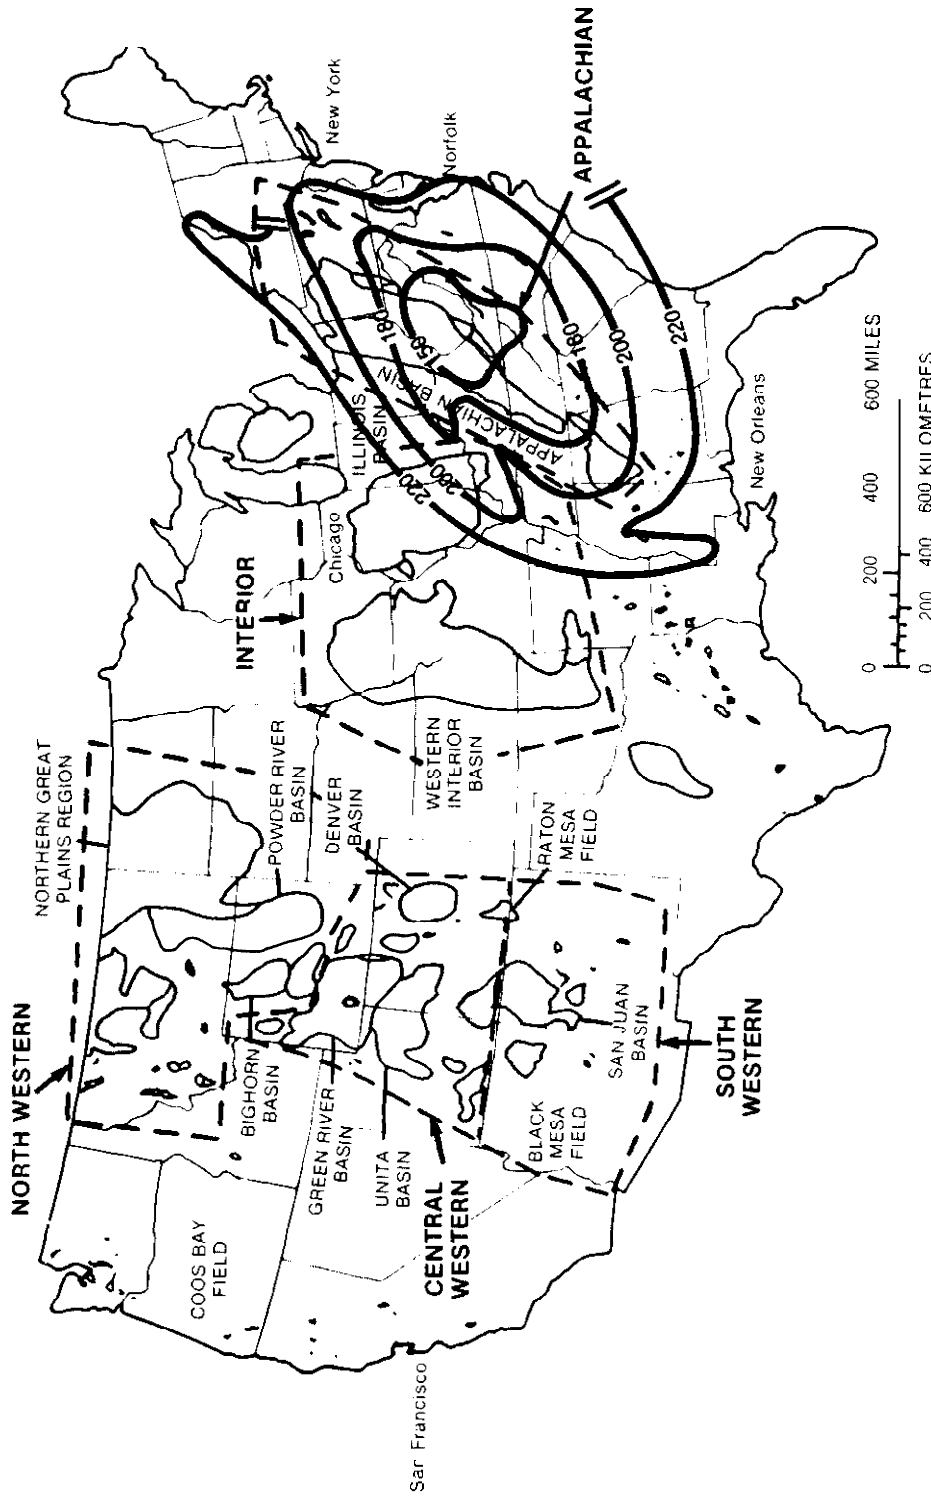 NORTH WESTERN
NORTHERN GREAT
PLAINS REGION
COOS BAY
FIELD
BIGHORN
BASIN
GREEN RIVER
BASIN
UNITA
BASIN
CENTRAL
WESTERN
San Francisco
POWDER RIVER
BASIN
DENVER
BASIN
INTERIOR
WESTERN
INTERIOR
BASIN
RATON
MESA
FIELD
BLACK
MESA
FIELD
SAN JUAN
BASIN
SOUTH
WESTERN
Chicago
ILLINOIS
BASIN
APPALACHIAN BASIN
220
200
180
150
180
200
220
New York
Norfolk
APPALACHIAN
New Orleans
0 200 400 600 MILES
0 200 400 600 KILOMETRES